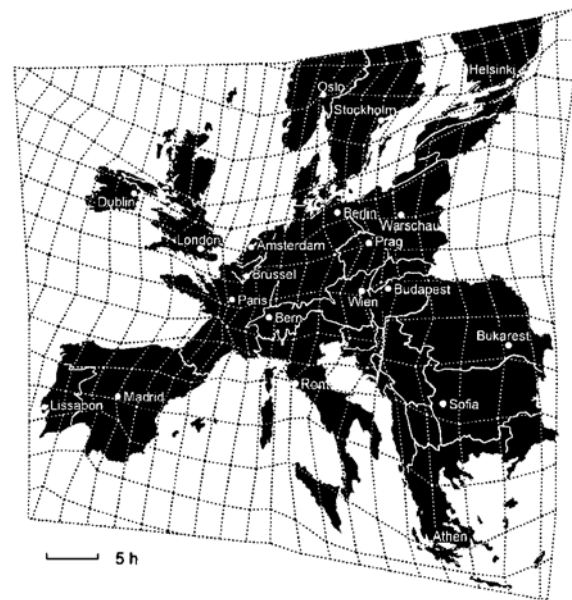 Helsinki
Oslo
Stockholm
Dublin
Berlin
Warschau
London
Amsterdam
Prag
Brüssel
Paris
Wien
Budapest
Bern
Bukarest
Rom
Madrid
Lissabon
Sofia
Athen
5 h